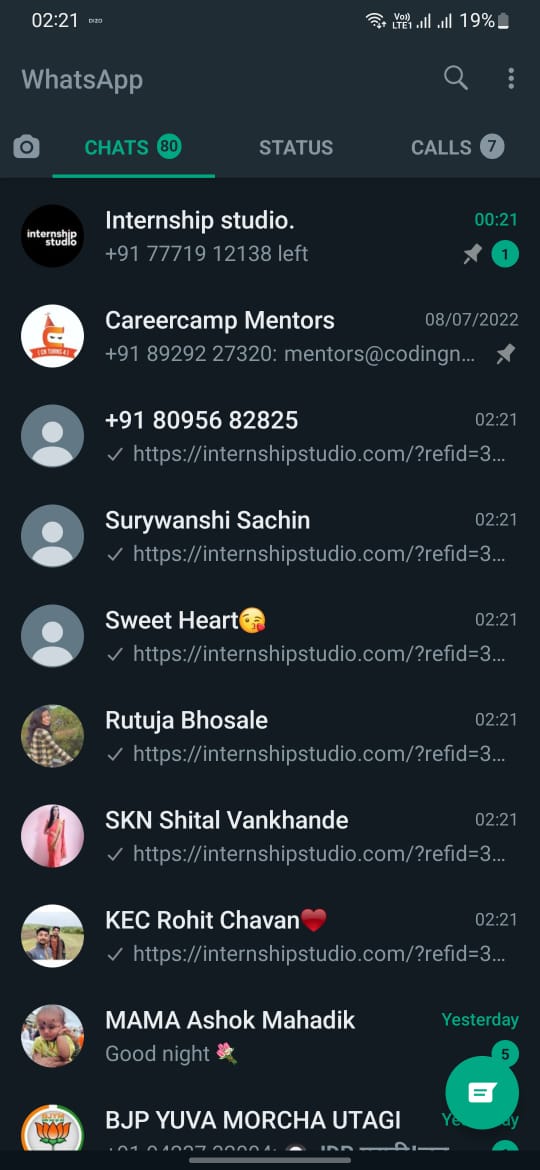 02:21 DIZO Vo)) LTE1 19%
WhatsApp
CHATS 80 STATUS CALLS 7
internship studio
Internship studio. 00:21
+91 77719 12138 left 1
Careercamp Mentors 08/07/2022
CN TURNS 4!
+91 89292 27320: mentors@codingn...
+91 80956 82825 02:21
https://internshipstudio.com/?refid=3...
Surywanshi Sachin 02:21
https://internshipstudio.com/?refid=3...
Sweet Heart😘 02:21
https://internshipstudio.com/?refid=3...
Rutuja Bhosale 02:21
https://internshipstudio.com/?refid=3...
SKN Shital Vankhande 02:21
https://internshipstudio.com/?refid=3...
KEC Rohit Chavan❤️ 02:21
https://internshipstudio.com/?refid=3...
MAMA Ashok Mahadik Yesterday
Good night 💐 5
BJYM
BJP YUVA MORCHA UTAGI